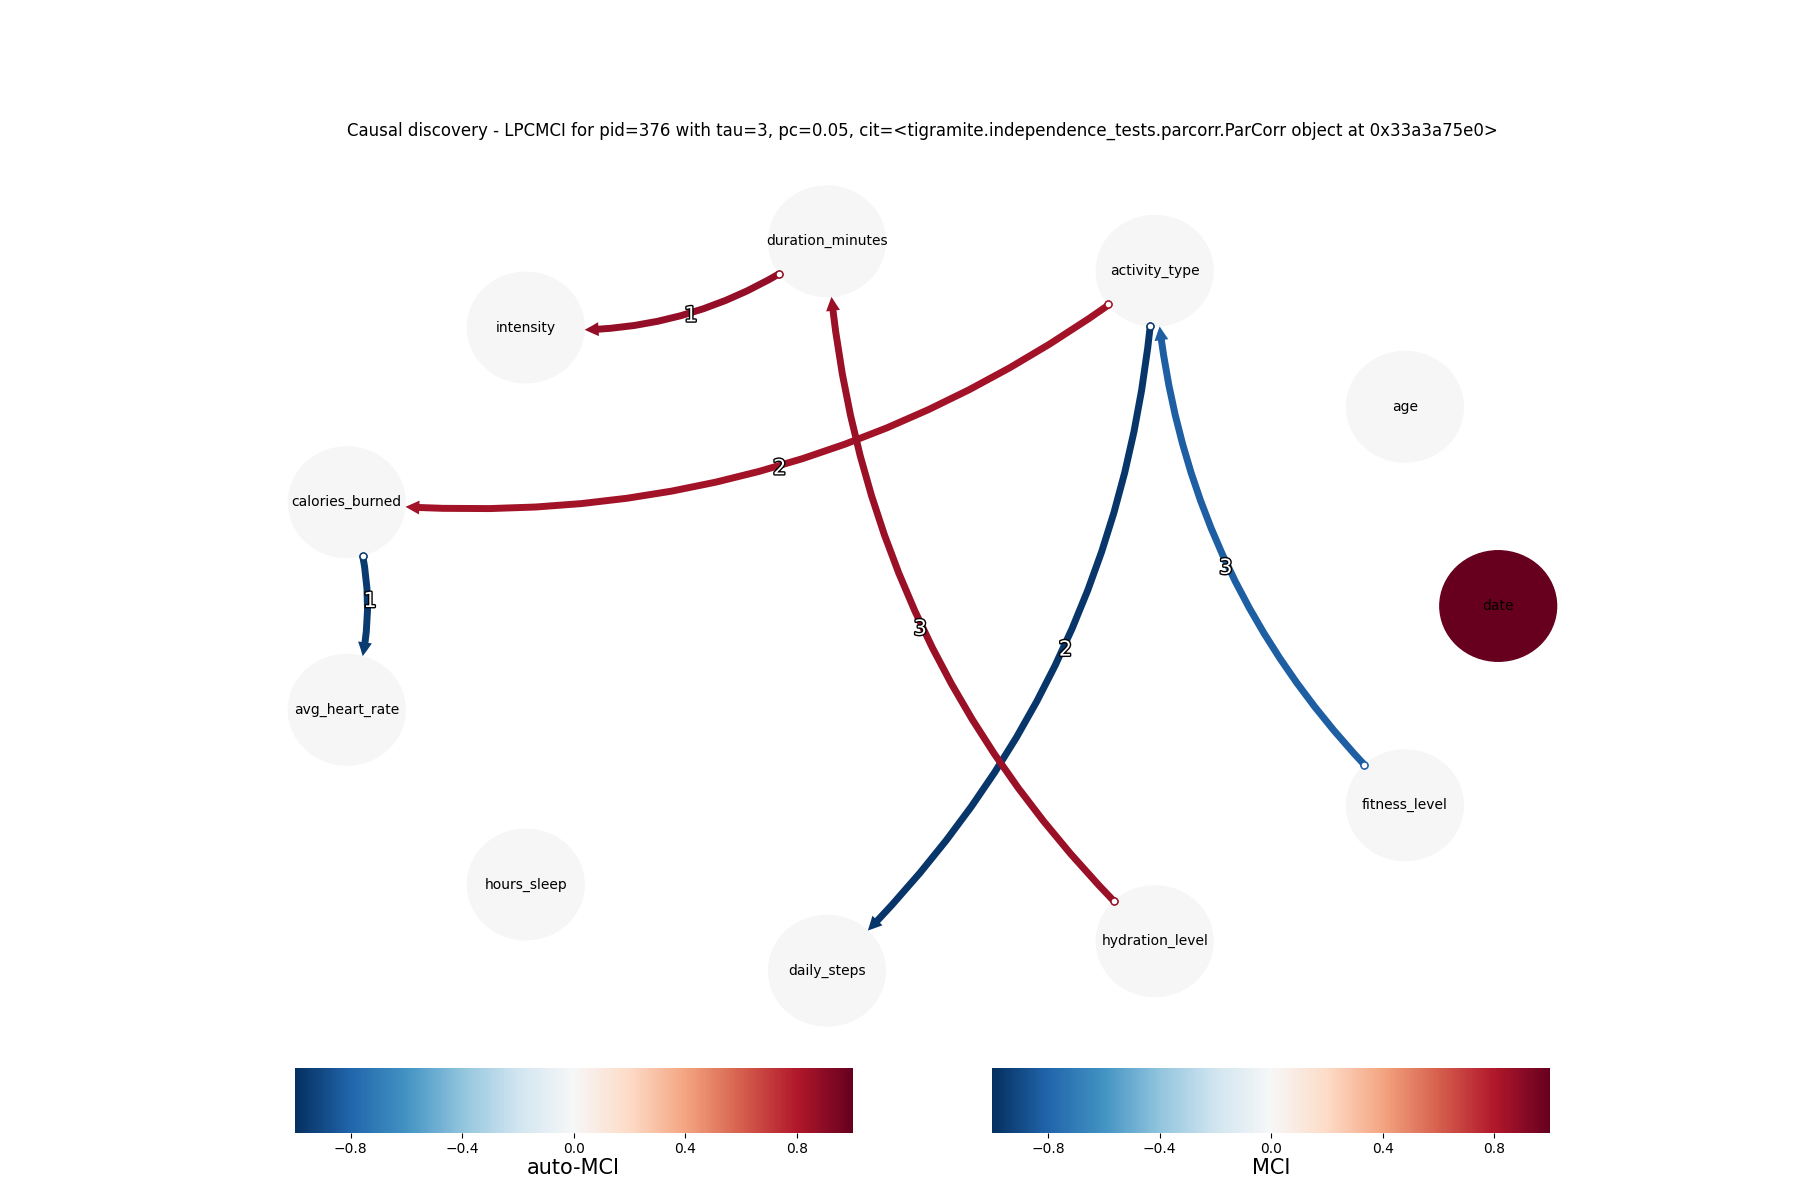 Causal discovery - LPCMCI for pid=376 with tau=3, pc=0.05, cit=<tigramite.independence_tests.parcorr.ParCorr object at 0x33a3a75e0>
duration_minutes
activity_type
intensity
1
age
2
calories_burned
3
1
date
3
2
avg_heart_rate
fitness_level
hours_sleep
hydration_level
daily_steps
−0.8 −0.4 0.0 0.4 0.8
auto-MCI
−0.8 −0.4 0.0 0.4 0.8
MCI